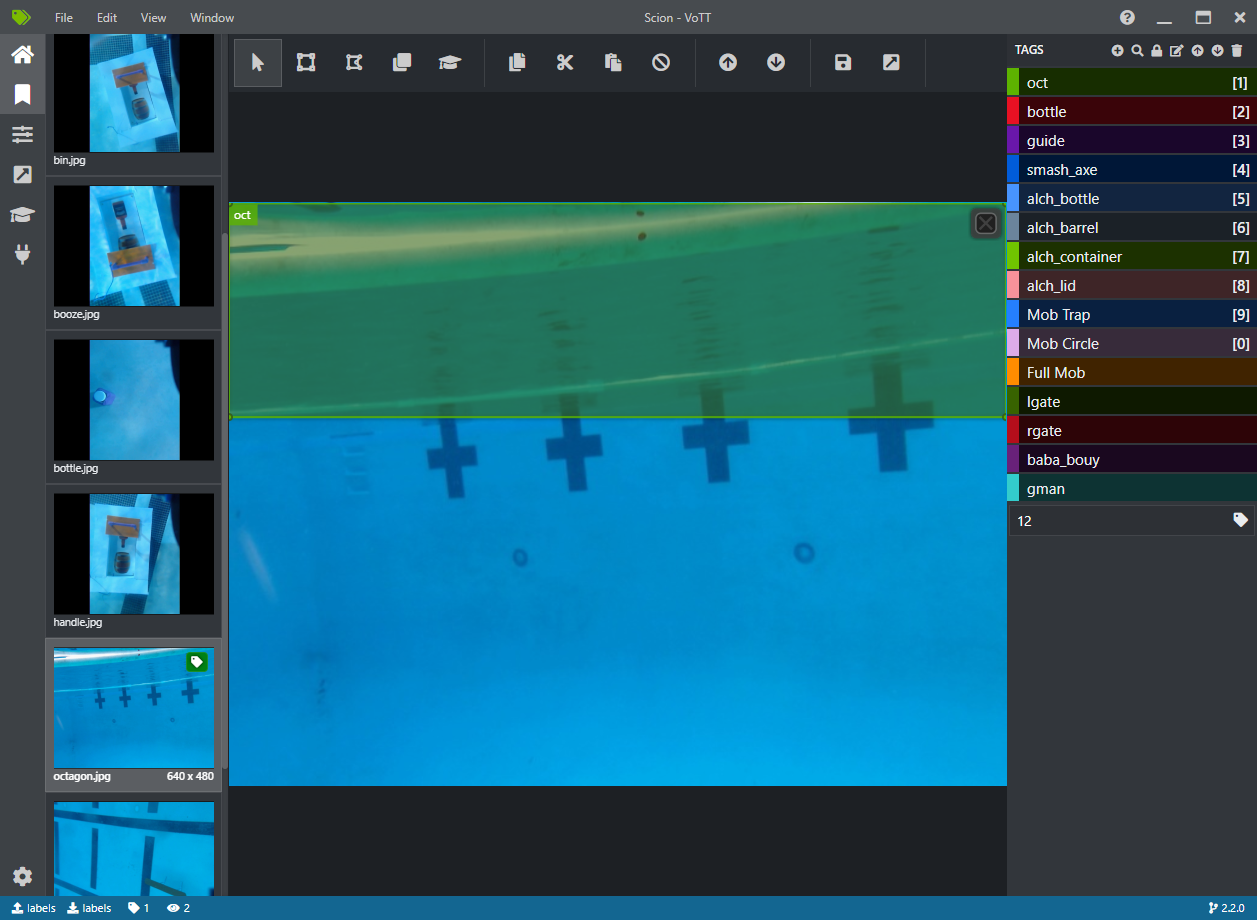 File Edit View Window Scion - VoTT
TAGS
bin.jpg
booze.jpg
bottle.jpg
handle.jpg
octagon.jpg 640 x 480
oct
oct [1]
bottle [2]
guide [3]
smash_axe [4]
alch_bottle [5]
alch_barrel [6]
alch_container [7]
alch_lid [8]
Mob Trap [9]
Mob Circle [0]
Full Mob
lgate
rgate
baba_bouy
gman
12
labels labels 1 2 2.2.0